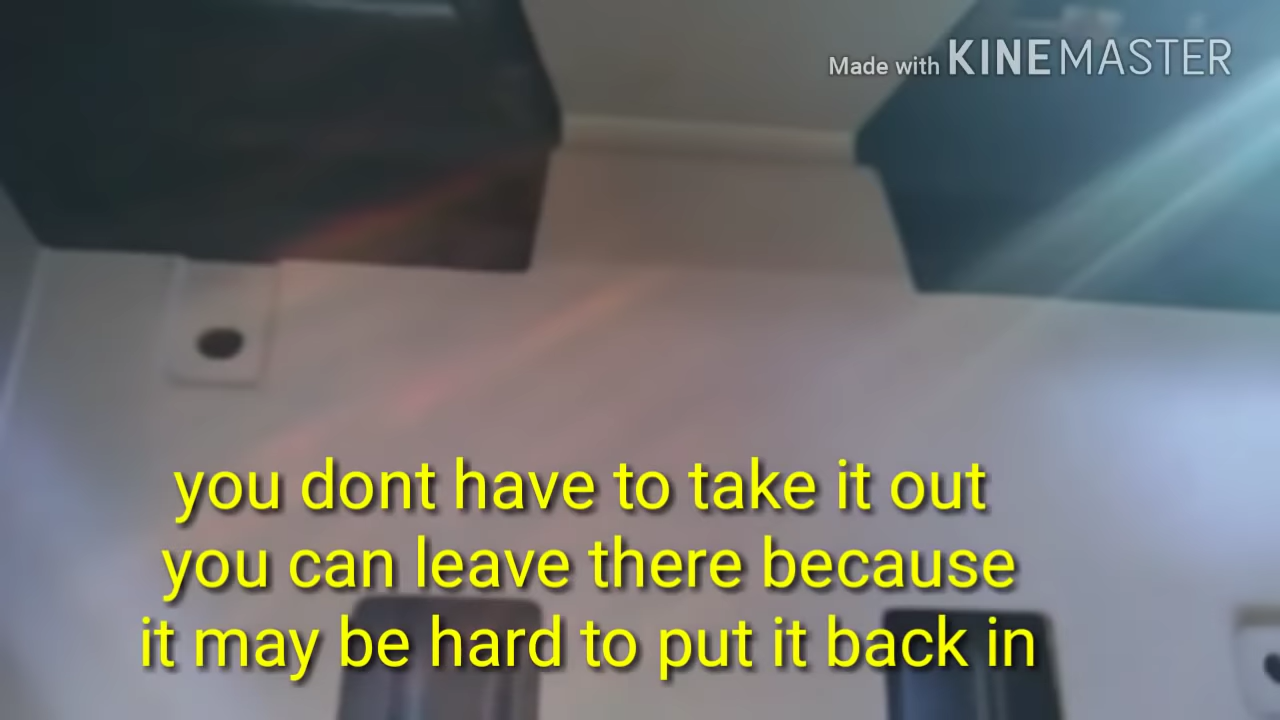 Made with KINEMASTER
you dont have to take it out
you can leave there because
it may be hard to put it back in